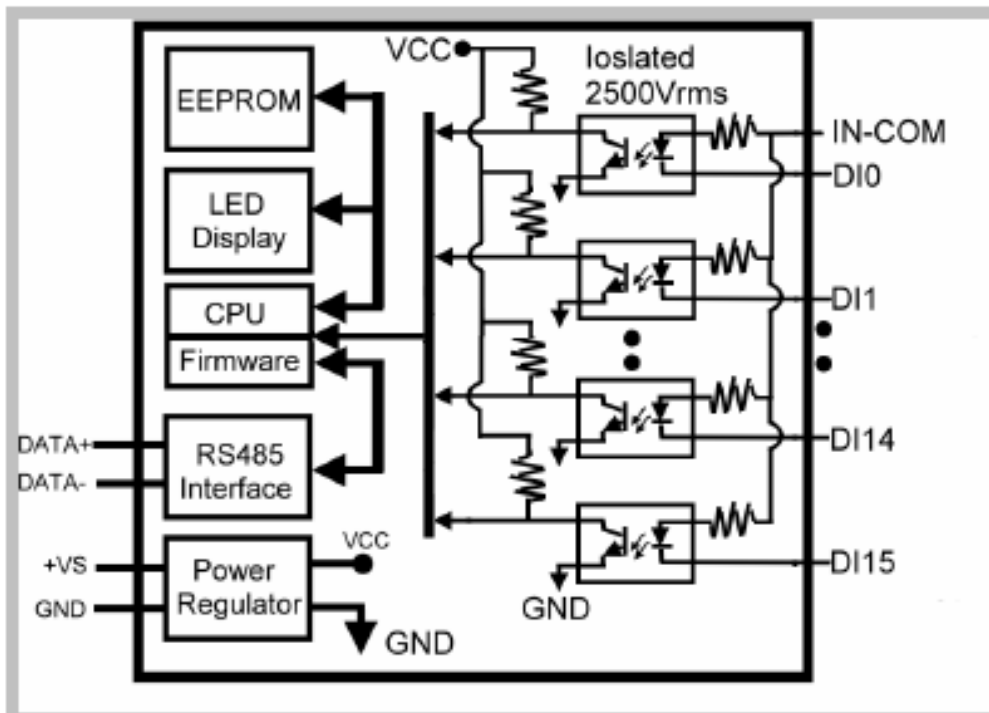 VCC
Ioslated
2500Vrms
EEPROM
IN-COM
DI0
LED
Display
DI1
CPU
Firmware
DI14
DATA+
DATA-
RS485
Interface
DI15
+VS
GND
Power
Regulator
VCC
GND
GND